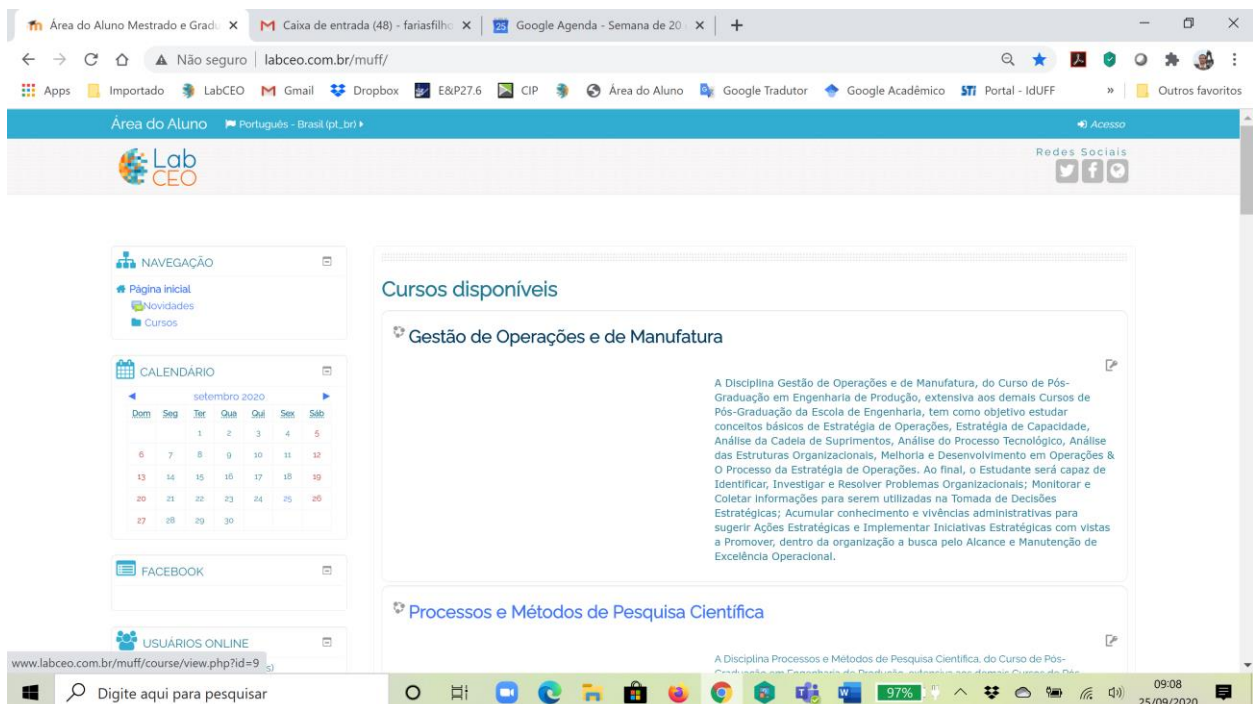 Área do Aluno Mestrado e Gradu
Caixa de entrada (48) - fariasfilho
Google Agenda - Semana de 20
Não seguro
labceo.com.br/muff/
Apps
Importado
LabCEO
Gmail
Dropbox
E&P27.6
CIP
Área do Aluno
Google Tradutor
Google Acadêmico
Portal - IdUFF
Outros favoritos
Área do Aluno
Português - Brasil (pt_br)
Acesso
Lab
CEO
Redes Sociais
NAVEGAÇÃO
Página inicial
Novidades
Cursos
CALENDÁRIO
setembro 2020
Dom Seg Ter Qua Qui Sex Sáb
1 2 3 4 5
6 7 8 9 10 11 12
13 14 15 16 17 18 19
20 21 22 23 24 25 26
27 28 29 30
FACEBOOK
USUÁRIOS ONLINE
Cursos disponíveis
Gestão de Operações e de Manufatura
A Disciplina Gestão de Operações e de Manufatura, do Curso de Pós-
Graduação em Engenharia de Produção, extensiva aos demais Cursos de
Pós-Graduação da Escola de Engenharia, tem como objetivo estudar
conceitos básicos de Estratégia de Operações, Estratégia de Capacidade,
Análise da Cadeia de Suprimentos, Análise do Processo Tecnológico, Análise
das Estruturas Organizacionais, Melhoria e Desenvolvimento em Operações &
O Processo da Estratégia de Operações. Ao final, o Estudante será capaz de
Identificar, Investigar e Resolver Problemas Organizacionais; Monitorar e
Coletar informações para serem utilizadas na Tomada de Decisões
Estratégicas; Acumular conhecimento e vivências administrativas para
sugerir Ações Estratégicas e Implementar Iniciativas Estratégicas com vistas
a Promover, dentro da organização a busca pelo Alcance e Manutenção de
Excelência Operacional.
Processos e Métodos de Pesquisa Científica
A Disciplina Processos e Métodos de Pesquisa Científica, do Curso de Pós-
Graduação em Engenharia de Produção, extensiva aos demais Cursos de Pós-
www.labceo.com.br/muff/course/view.php?id=9
Digite aqui para pesquisar
97%
09:08
25/09/2020